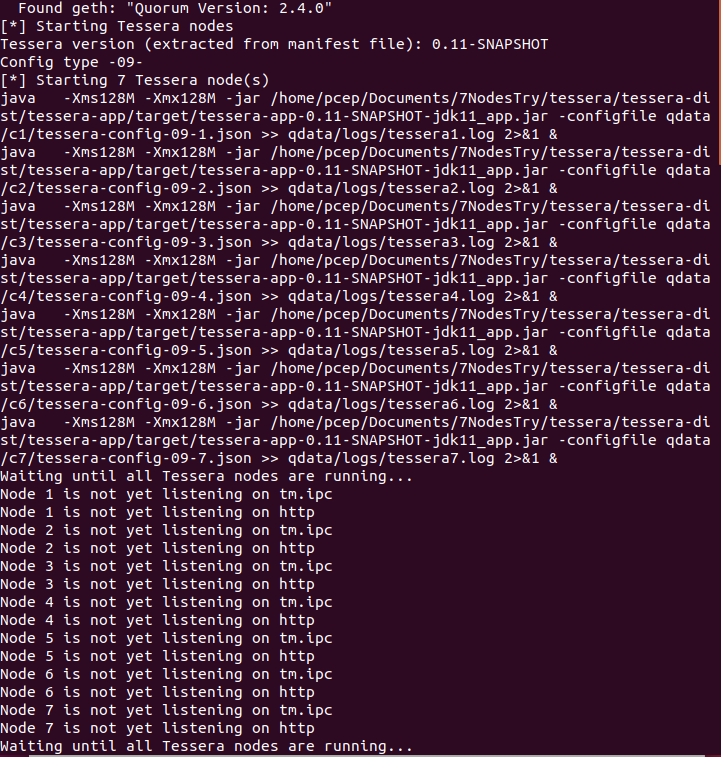 Found geth: "Quorum Version: 2.4.0"
[*] Starting Tessera nodes
Tessera version (extracted from manifest file): 0.11-SNAPSHOT
Config type -09-
[*] Starting 7 Tessera node(s)
java   -Xms128M -Xmx128M -jar /home/pcep/Documents/7NodesTry/tessera/tessera-di
st/tessera-app/target/tessera-app-0.11-SNAPSHOT-jdk11_app.jar -configfile qdata
/c1/tessera-config-09-1.json >> qdata/logs/tessera1.log 2>&1 &
java   -Xms128M -Xmx128M -jar /home/pcep/Documents/7NodesTry/tessera/tessera-di
st/tessera-app/target/tessera-app-0.11-SNAPSHOT-jdk11_app.jar -configfile qdata
/c2/tessera-config-09-2.json >> qdata/logs/tessera2.log 2>&1 &
java   -Xms128M -Xmx128M -jar /home/pcep/Documents/7NodesTry/tessera/tessera-di
st/tessera-app/target/tessera-app-0.11-SNAPSHOT-jdk11_app.jar -configfile qdata
/c3/tessera-config-09-3.json >> qdata/logs/tessera3.log 2>&1 &
java   -Xms128M -Xmx128M -jar /home/pcep/Documents/7NodesTry/tessera/tessera-di
st/tessera-app/target/tessera-app-0.11-SNAPSHOT-jdk11_app.jar -configfile qdata
/c4/tessera-config-09-4.json >> qdata/logs/tessera4.log 2>&1 &
java   -Xms128M -Xmx128M -jar /home/pcep/Documents/7NodesTry/tessera/tessera-di
st/tessera-app/target/tessera-app-0.11-SNAPSHOT-jdk11_app.jar -configfile qdata
/c5/tessera-config-09-5.json >> qdata/logs/tessera5.log 2>&1 &
java   -Xms128M -Xmx128M -jar /home/pcep/Documents/7NodesTry/tessera/tessera-di
st/tessera-app/target/tessera-app-0.11-SNAPSHOT-jdk11_app.jar -configfile qdata
/c6/tessera-config-09-6.json >> qdata/logs/tessera6.log 2>&1 &
java   -Xms128M -Xmx128M -jar /home/pcep/Documents/7NodesTry/tessera/tessera-di
st/tessera-app/target/tessera-app-0.11-SNAPSHOT-jdk11_app.jar -configfile qdata
/c7/tessera-config-09-7.json >> qdata/logs/tessera7.log 2>&1 &
Waiting until all Tessera nodes are running...
Node 1 is not yet listening on tm.ipc
Node 1 is not yet listening on http
Node 2 is not yet listening on tm.ipc
Node 2 is not yet listening on http
Node 3 is not yet listening on tm.ipc
Node 3 is not yet listening on http
Node 4 is not yet listening on tm.ipc
Node 4 is not yet listening on http
Node 5 is not yet listening on tm.ipc
Node 5 is not yet listening on http
Node 6 is not yet listening on tm.ipc
Node 6 is not yet listening on http
Node 7 is not yet listening on tm.ipc
Node 7 is not yet listening on http
Waiting until all Tessera nodes are running...